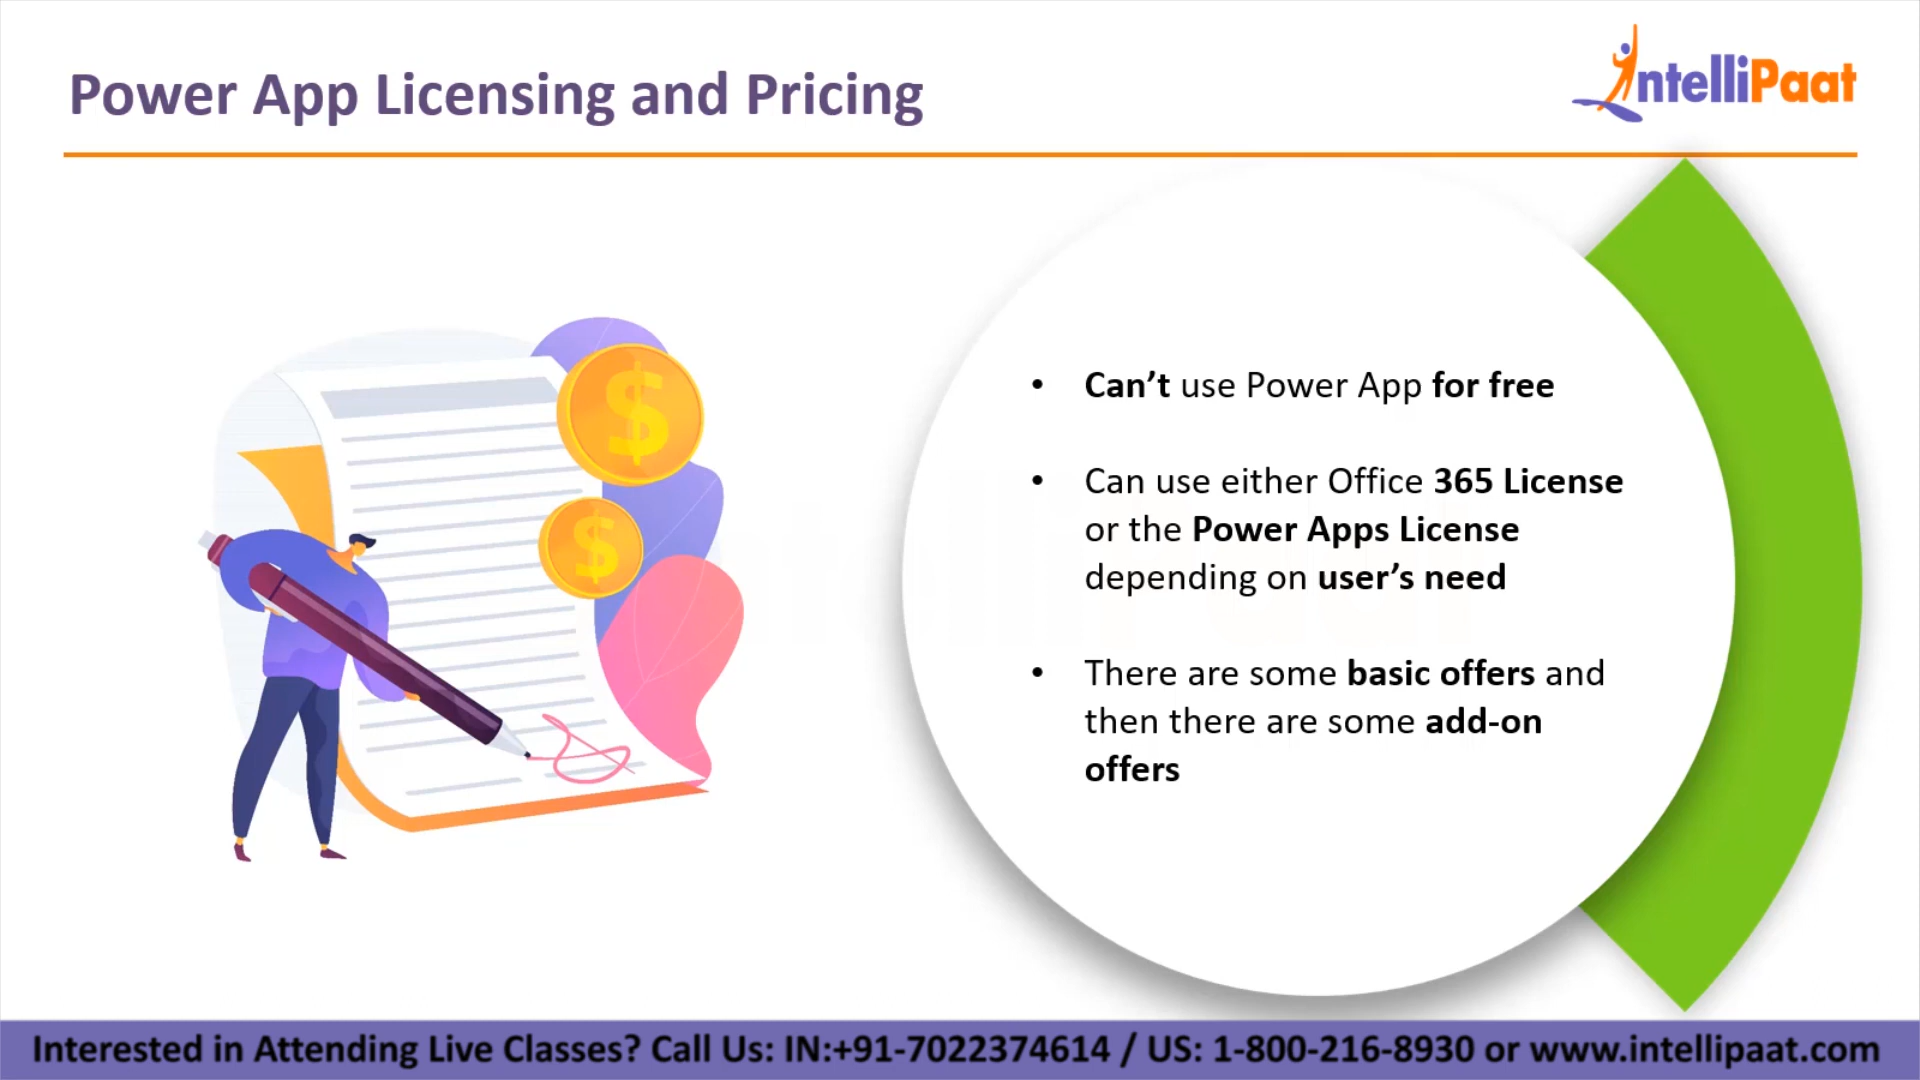 Power App Licensing and Pricing
IntelliPaat
• Can’t use Power App for free
• Can use either Office 365 License
or the Power Apps License
depending on user’s need
• There are some basic offers and
then there are some add-on
offers
Interested in Attending Live Classes? Call Us: IN:+91-7022374614 / US: 1-800-216-8930 or www.intellipaat.com